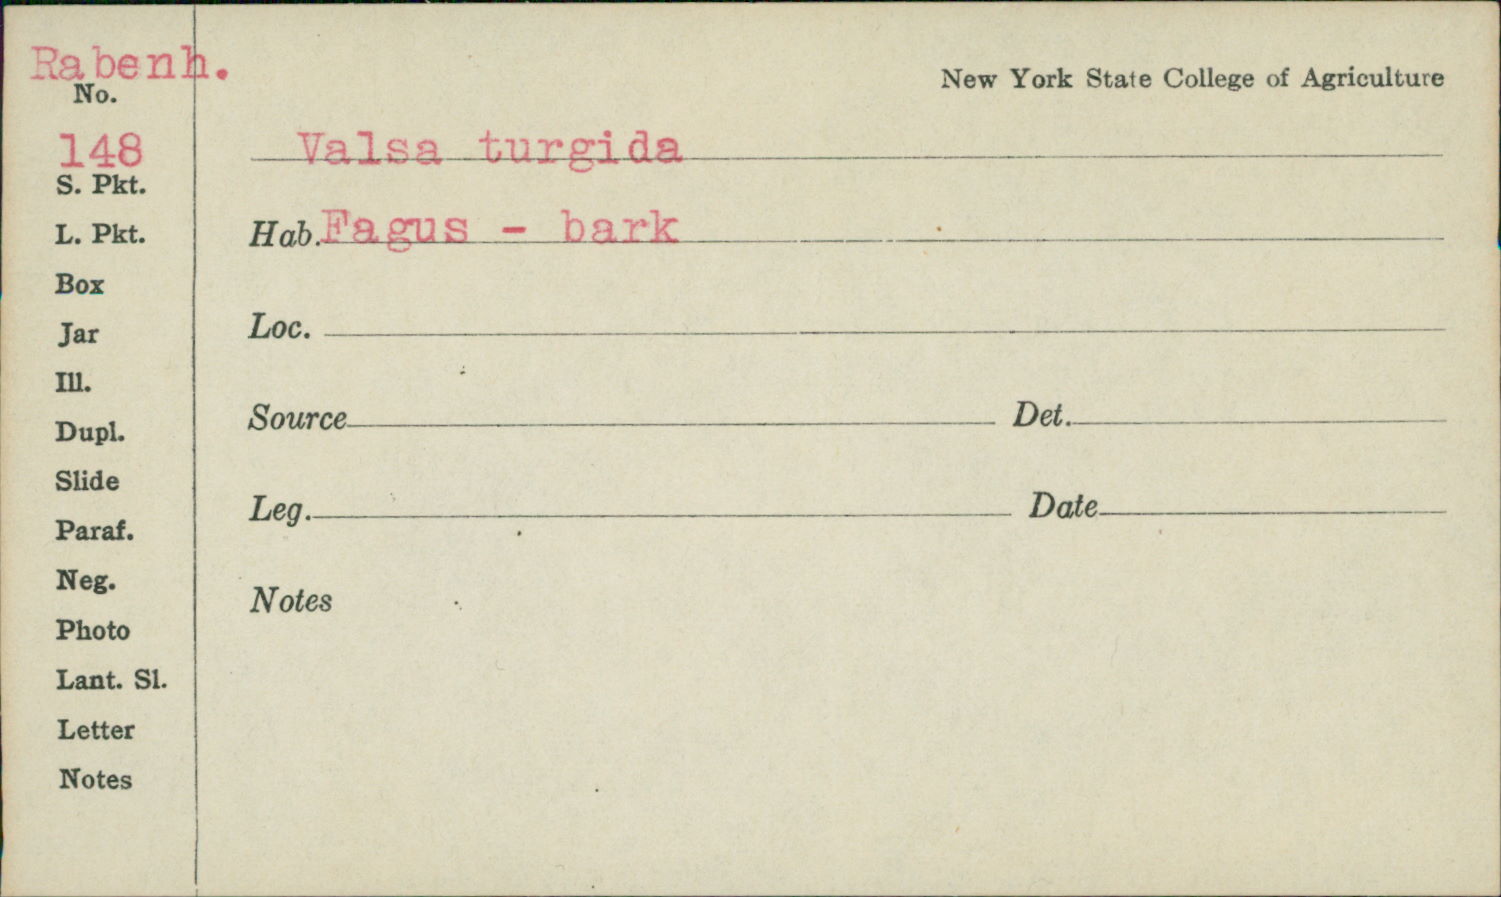 Rabenh.
No.
148
S. Pkt.
L. Pkt.
Box
Jar
Ill.
Dupl.
Slide
Paraf.
Neg.
Photo
Lant. Sl.
Letter
Notes
New York State College of Agriculture
Valsa turgida
Hab. Fagus - bark
Loc.
Source Det.
Leg. Date
Notes